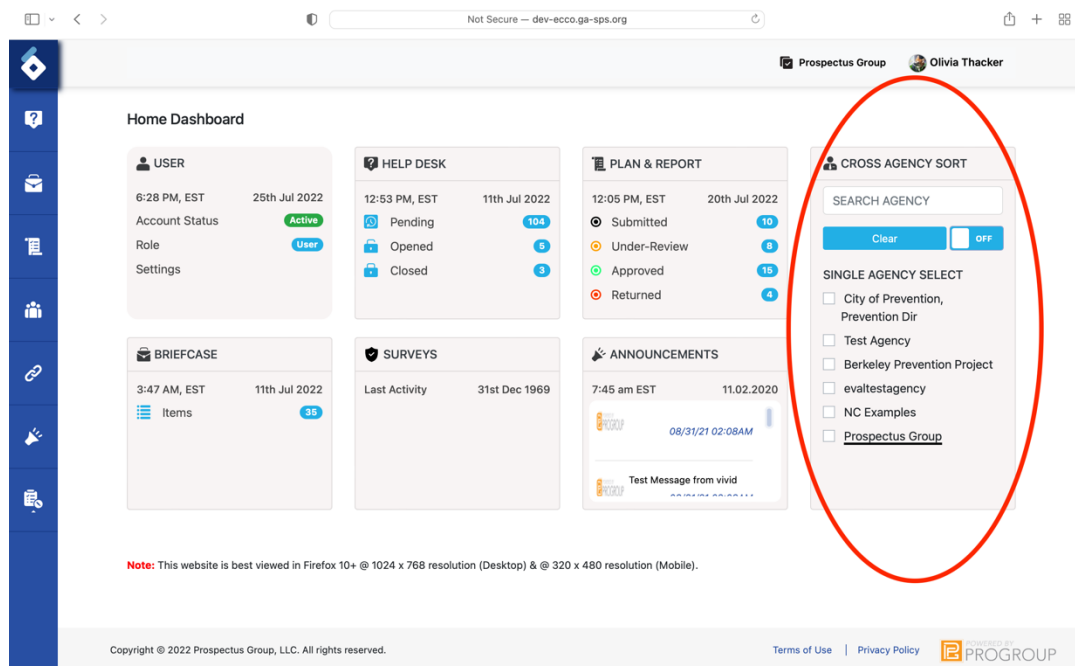 Not Secure — dev-ecco.ga-sps.org
Prospectus Group
Olivia Thacker
Home Dashboard
USER
6:28 PM, EST 25th Jul 2022
Account Status Active
Role User
Settings
HELP DESK
12:53 PM, EST 11th Jul 2022
Pending 104
Opened 5
Closed 3
PLAN & REPORT
12:05 PM, EST 20th Jul 2022
Submitted 10
Under-Review 8
Approved 15
Returned 4
CROSS AGENCY SORT
SEARCH AGENCY
Clear OFF
SINGLE AGENCY SELECT
City of Prevention,
Prevention Dir
Test Agency
Berkeley Prevention Project
evaltestagency
NC Examples
Prospectus Group
BRIEFCASE
3:47 AM, EST 11th Jul 2022
Items 35
SURVEYS
Last Activity 31st Dec 1969
ANNOUNCEMENTS
7:45 am EST 11.02.2020
08/31/21 02:08AM
Test Message from vivid
Note: This website is best viewed in Firefox 10+ @ 1024 x 768 resolution (Desktop) & @ 320 x 480 resolution (Mobile).
Copyright © 2022 Prospectus Group, LLC. All rights reserved.
Terms of Use | Privacy Policy
POWERED BY
PROGROUP